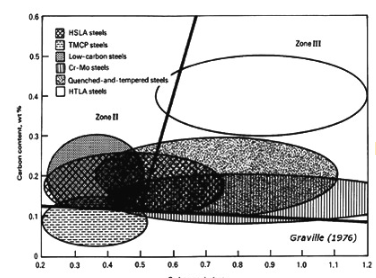 0.6
0.5
0.4
0.3
0.2
0.1
0
Carbon content, wt %
HSLA steels
TMCP steels
Low-carbon steels
Cr-Mo steels
Quenched-and-tempered steels
HTLA steels
Zone III
Zone II
Graville (1976)
0.2 0.3 0.4 0.5 0.6 0.7 0.8 0.9 1.0 1.1 1.2